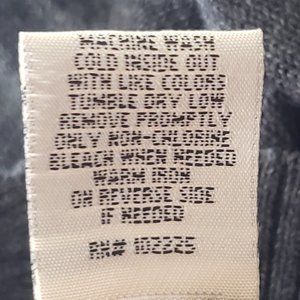 MACHINE WASH
COLD INSIDE OUT
WITH LIKE COLORS
TUMBLE DRY LOW
REMOVE PROMPTLY
ONLY NON-CHLORINE
BLEACH WHEN NEEDED
WARM IRON
ON REVERSE SIDE
IF NEEDED
RN#